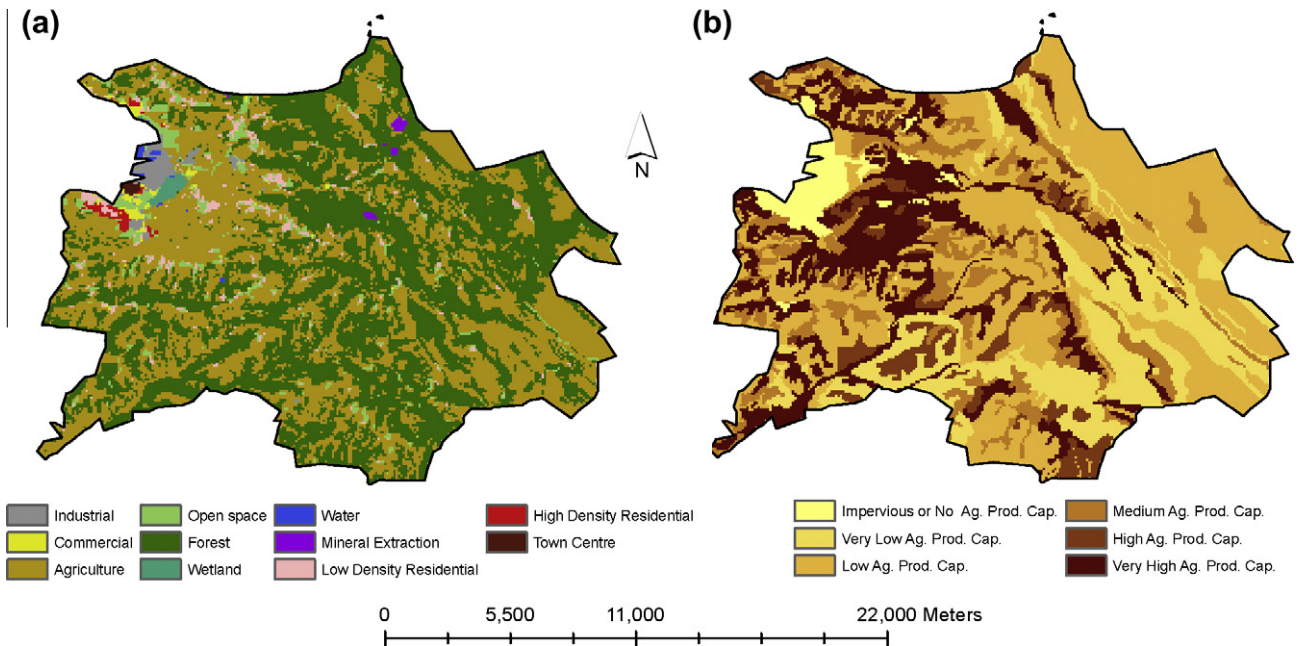 (a)
(b)
N
Industrial
Open space
Water
High Density Residential
Commercial
Forest
Mineral Extraction
Town Centre
Agriculture
Wetland
Low Density Residential
Impervious or No Ag. Prod. Cap.
Medium Ag. Prod. Cap.
Very Low Ag. Prod. Cap.
High Ag. Prod. Cap.
Low Ag. Prod. Cap.
Very High Ag. Prod. Cap.
0 5,500 11,000 22,000 Meters